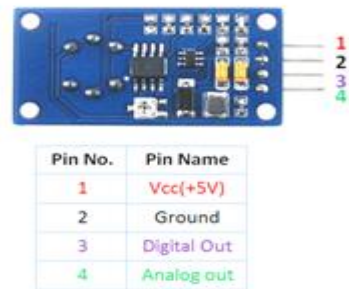 1
2
3
4
Pin No. Pin Name
1 Vcc(+5V)
2 Ground
3 Digital Out
4 Analog out